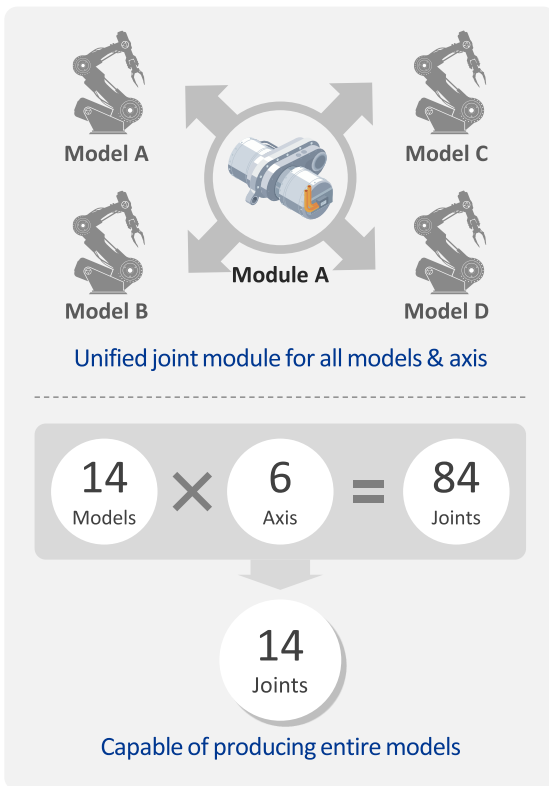 Model A
Model C
Model B
Module A
Model D
Unified joint module for all models & axis
14 Models × 6 Axis = 84 Joints
14
Joints
Capable of producing entire models